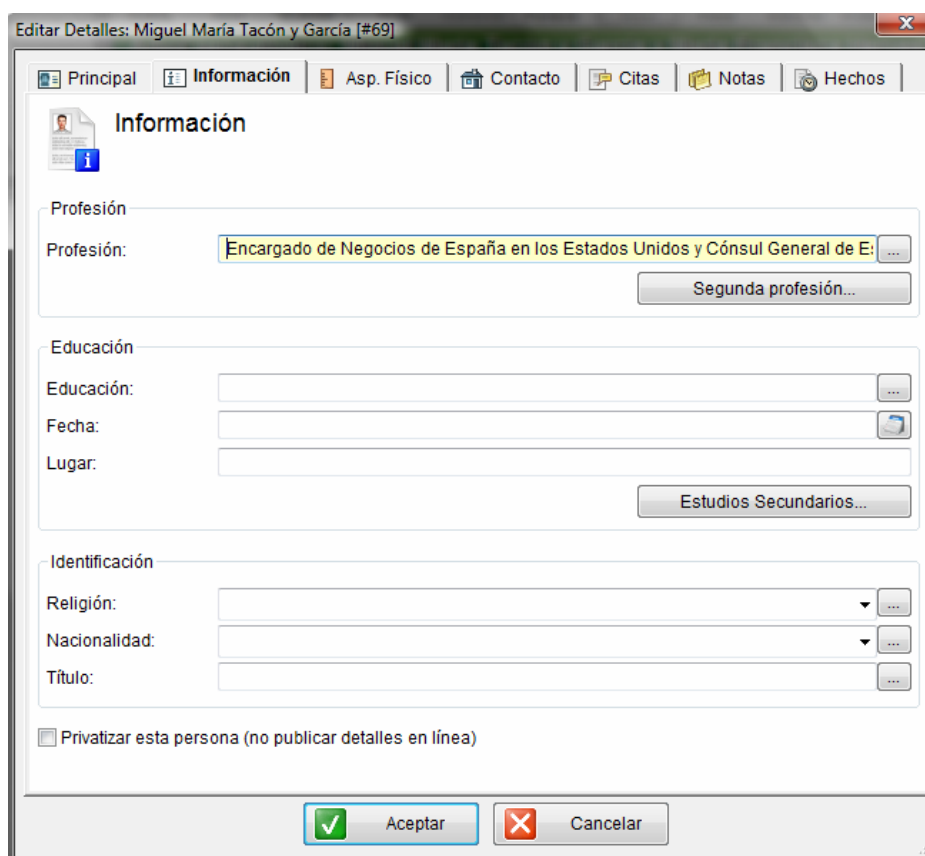 Editar Detalles: Miguel María Tacón y García [#69]
Principal Información Asp. Físico Contacto Citas Notas Hechos
Información
Profesión
Profesión: Encargado de Negocios de España en los Estados Unidos y Cónsul General de E ...
Segunda profesión...
Educación
Educación: ...
Fecha:
Lugar:
Estudios Secundarios...
Identificación
Religión: ...
Nacionalidad: ...
Título: ...
Privatizar esta persona (no publicar detalles en línea)
Aceptar Cancelar